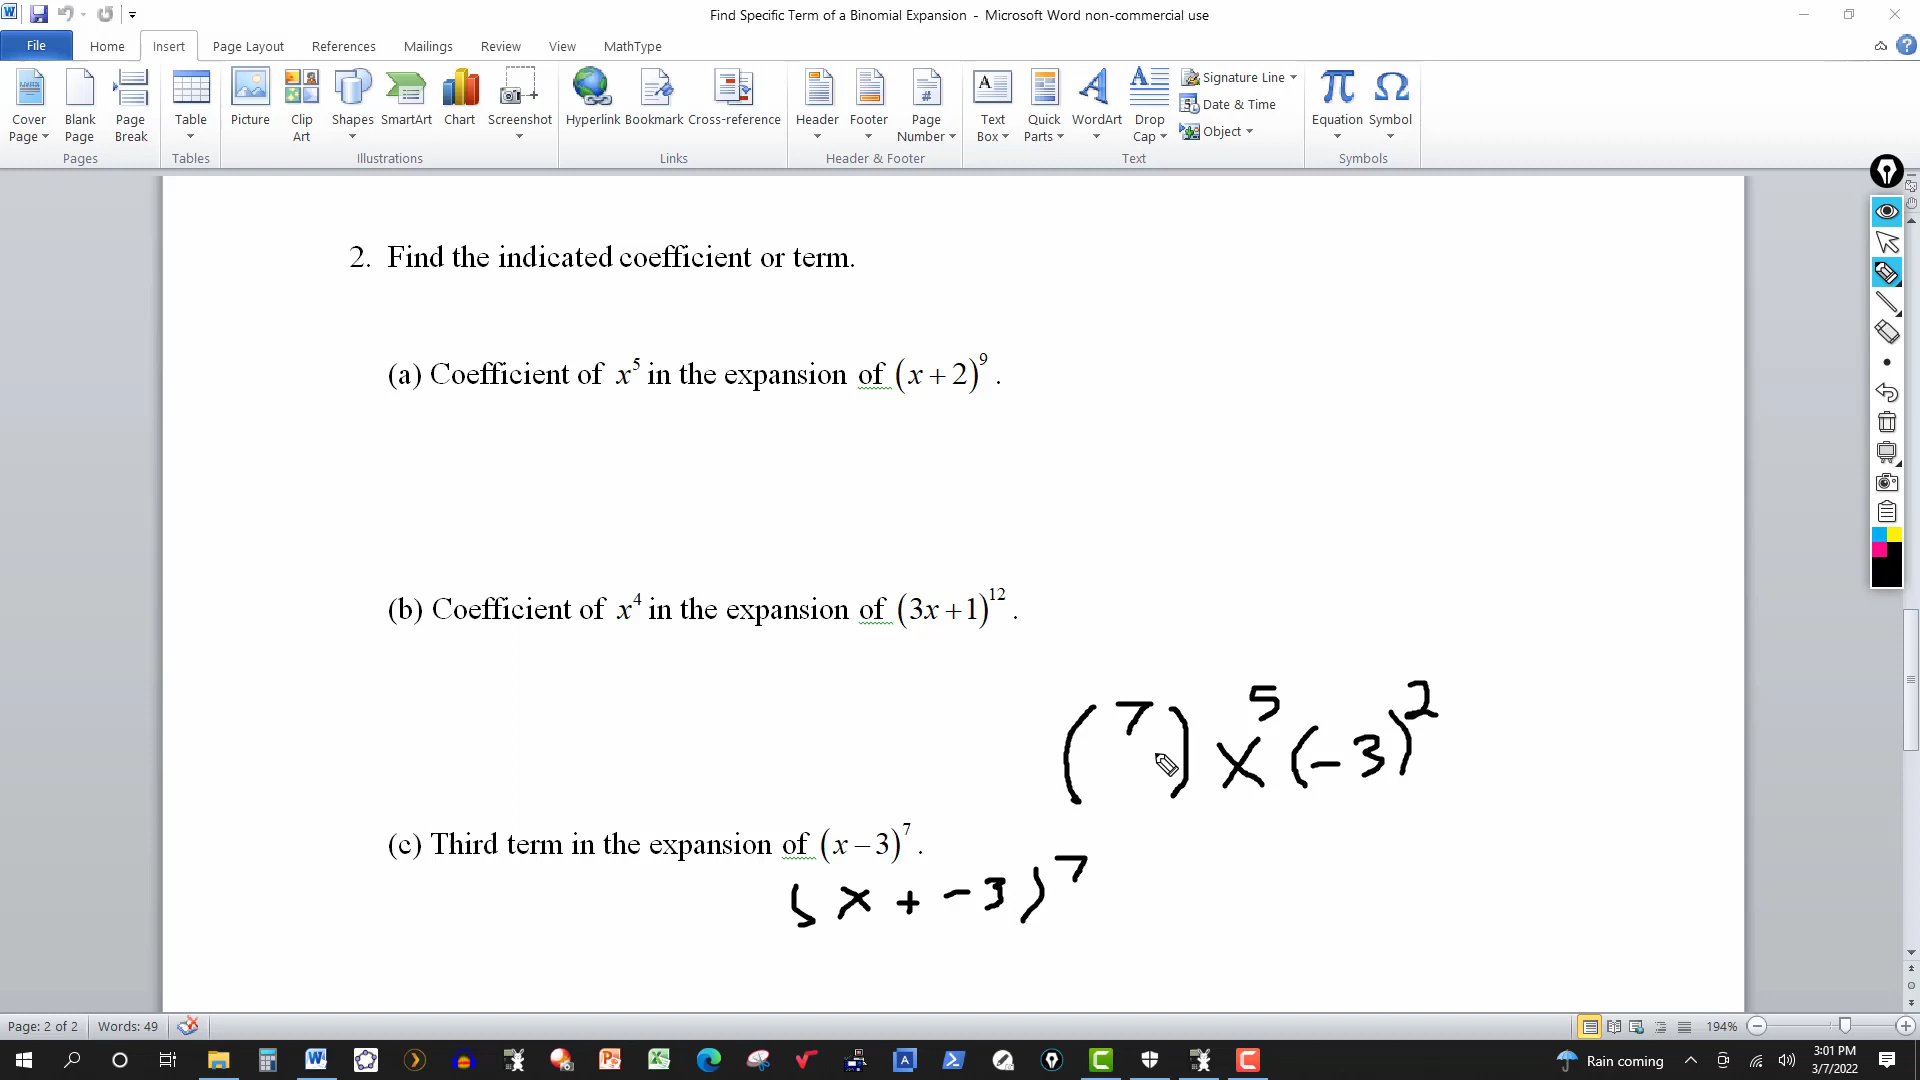 Find Specific Term of a Binomial Expansion - Microsoft Word non-commercial use
File Home Insert Page Layout References Mailings Review View MathType
Cover Page Blank Page Page Break Table Picture Clip Art Shapes SmartArt Chart Screenshot Hyperlink Bookmark Cross-reference Header Footer Page Number Text Box Quick Parts WordArt Drop Cap Signature Line Date & Time Object Equation Symbol
Pages Tables Illustrations Links Header & Footer Text Symbols
2. Find the indicated coefficient or term.
(a) Coefficient of x⁵ in the expansion of (x + 2)⁹.
(b) Coefficient of x⁴ in the expansion of (3x + 1)¹².
(7) x⁵ (-3)²
(c) Third term in the expansion of (x − 3)⁷.
(x + -3)⁷
Page: 2 of 2 Words: 49 194%
Rain coming 3:01 PM
3/7/2022